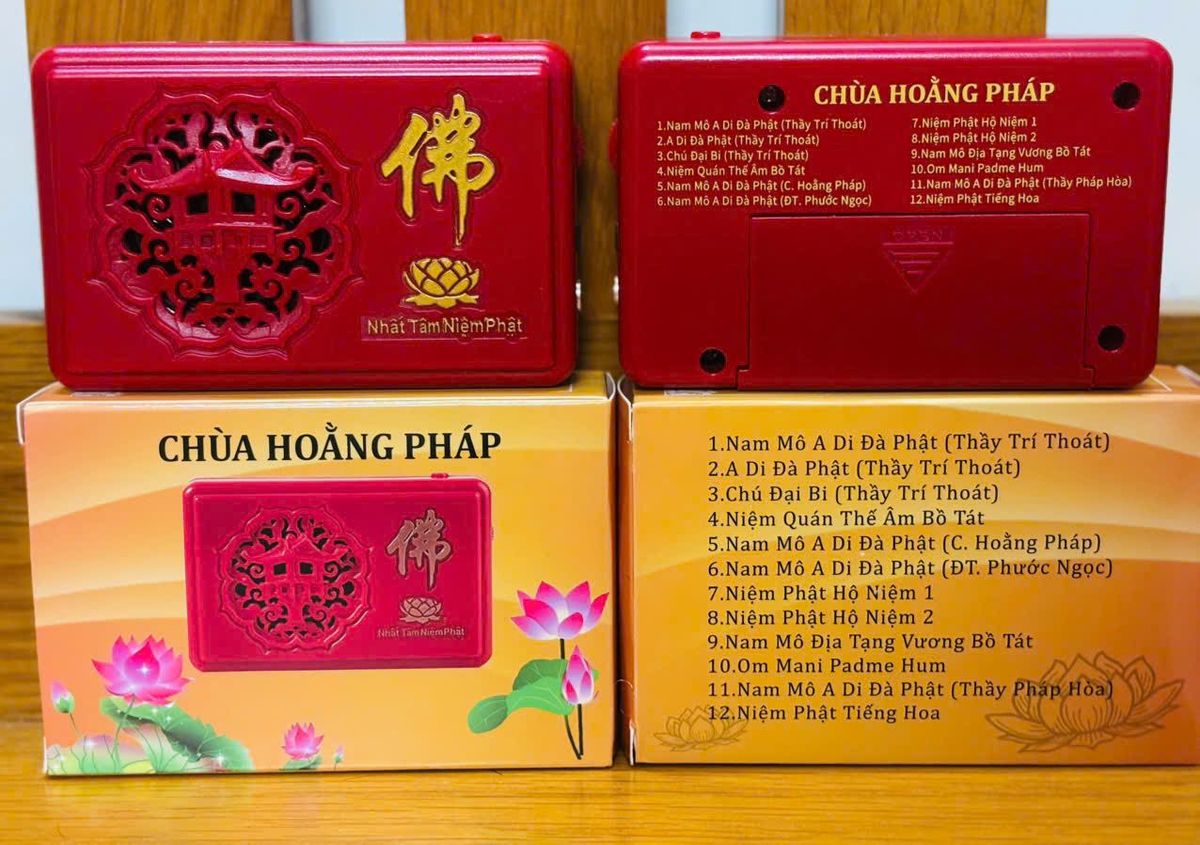 佛
Nhất Tâm Niệm Phật
CHÙA HOẰNG PHÁP
1.Nam Mô A Di Đà Phật (Thầy Trí Thoát)
2.A Di Đà Phật (Thầy Trí Thoát)
3.Chú Đại Bi (Thầy Trí Thoát)
4.Niệm Quán Thế Âm Bồ Tát
5.Nam Mô A Di Đà Phật (C. Hoằng Pháp)
6.Nam Mô A Di Đà Phật (ĐT. Phước Ngọc)
7.Niệm Phật Hộ Niệm 1
8.Niệm Phật Hộ Niệm 2
9.Nam Mô Địa Tạng Vương Bồ Tát
10.Om Mani Padme Hum
11.Nam Mô A Di Đà Phật (Thầy Pháp Hòa)
12.Niệm Phật Tiếng Hoa
OPEN
CHÙA HOẰNG PHÁP
佛
Nhất Tâm Niệm Phật
1.Nam Mô A Di Đà Phật (Thầy Trí Thoát)
2.A Di Đà Phật (Thầy Trí Thoát)
3.Chú Đại Bi (Thầy Trí Thoát)
4.Niệm Quán Thế Âm Bồ Tát
5.Nam Mô A Di Đà Phật (C. Hoằng Pháp)
6.Nam Mô A Di Đà Phật (ĐT. Phước Ngọc)
7.Niệm Phật Hộ Niệm 1
8.Niệm Phật Hộ Niệm 2
9.Nam Mô Địa Tạng Vương Bồ Tát
10.Om Mani Padme Hum
11.Nam Mô A Di Đà Phật (Thầy Pháp Hòa)
12.Niệm Phật Tiếng Hoa